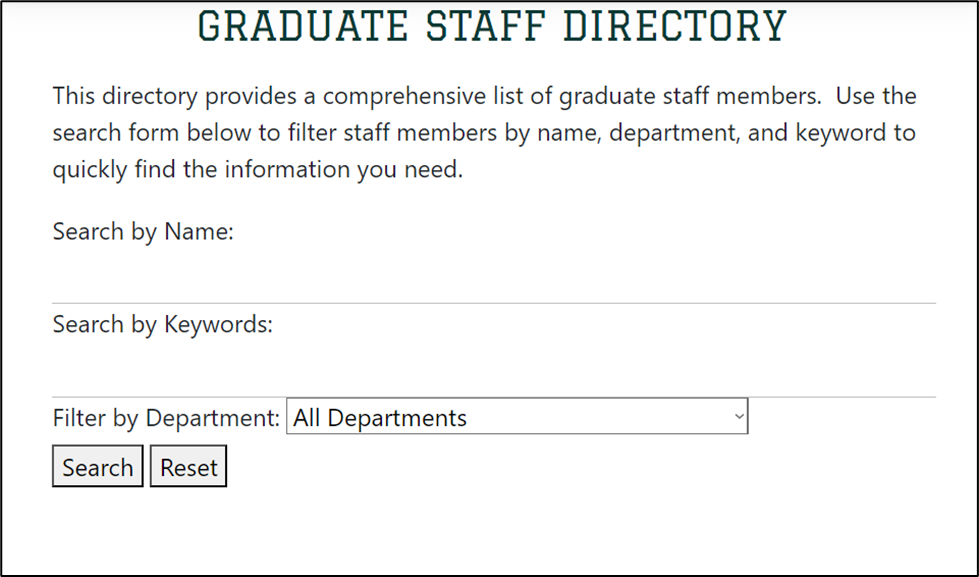 GRADUATE STAFF DIRECTORY
This directory provides a comprehensive list of graduate staff members.  Use the
search form below to filter staff members by name, department, and keyword to
quickly find the information you need.
Search by Name:
Search by Keywords:
Filter by Department: All Departments
Search Reset